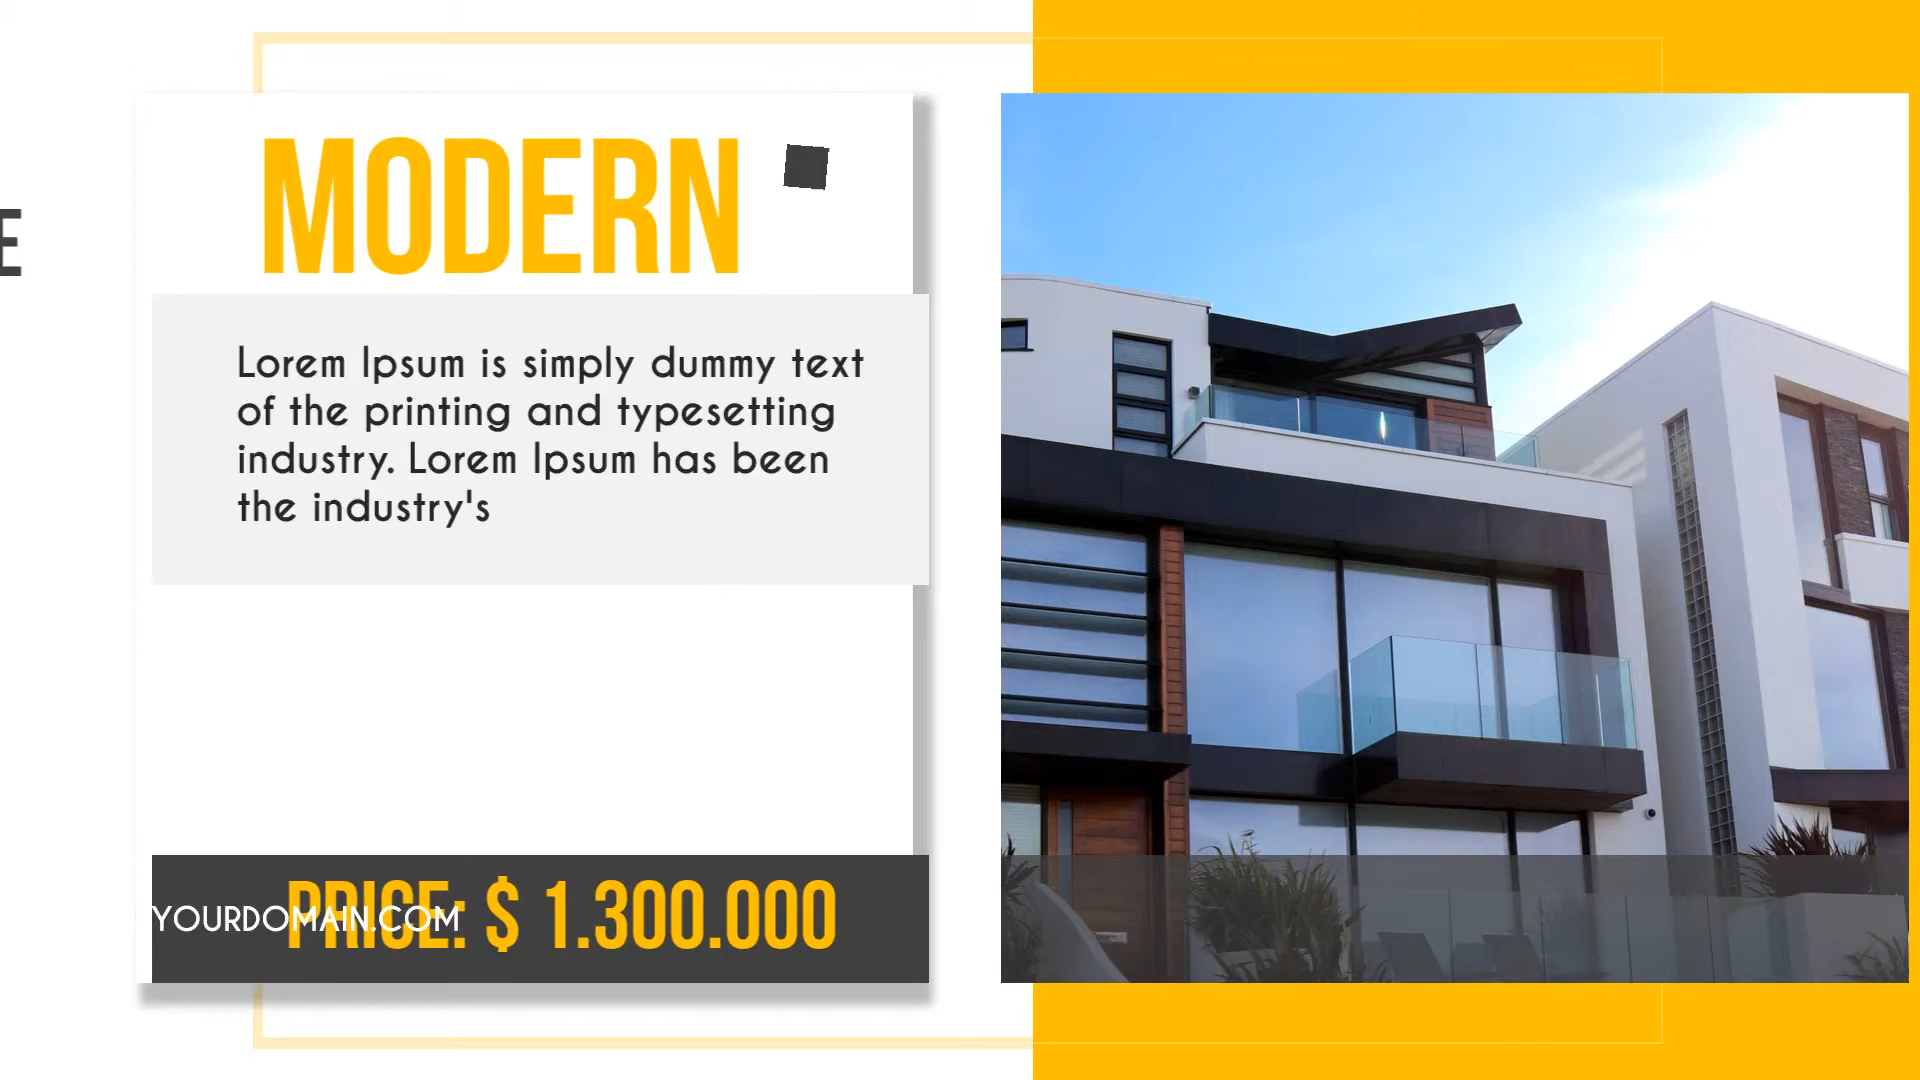 MODERN
E
Lorem Ipsum is simply dummy text
of the printing and typesetting
industry. Lorem Ipsum has been
the industry's
PRICE: $ 1.300.000
YOURDOMAIN.COM